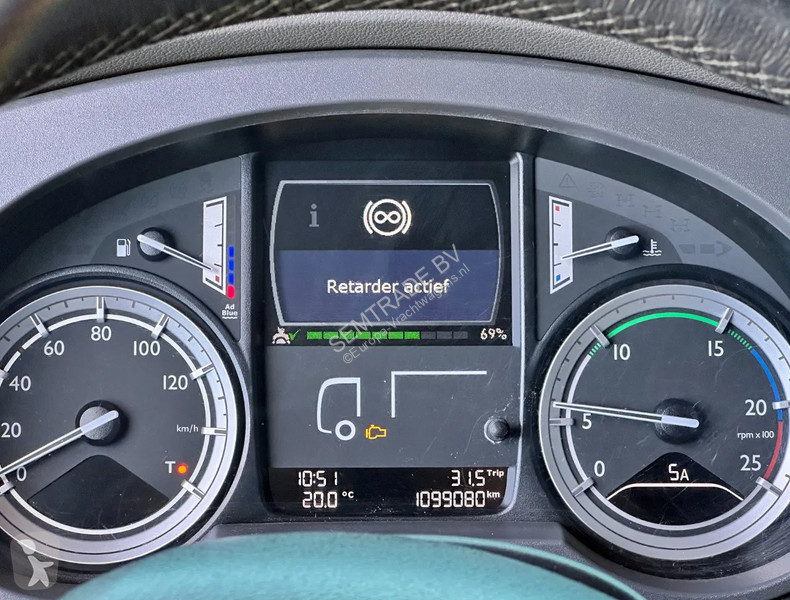 i
Retarder actief
69%
Ad
Blue
0
20
40
60
80
100
120
km/h
T
10:51
31.5 Trip
20.0 °C
1099080 km
0
5
10
15
20
25
rpm x 100
5A
SEMTRADE BV
©Europa-Vrachtwagens.nl